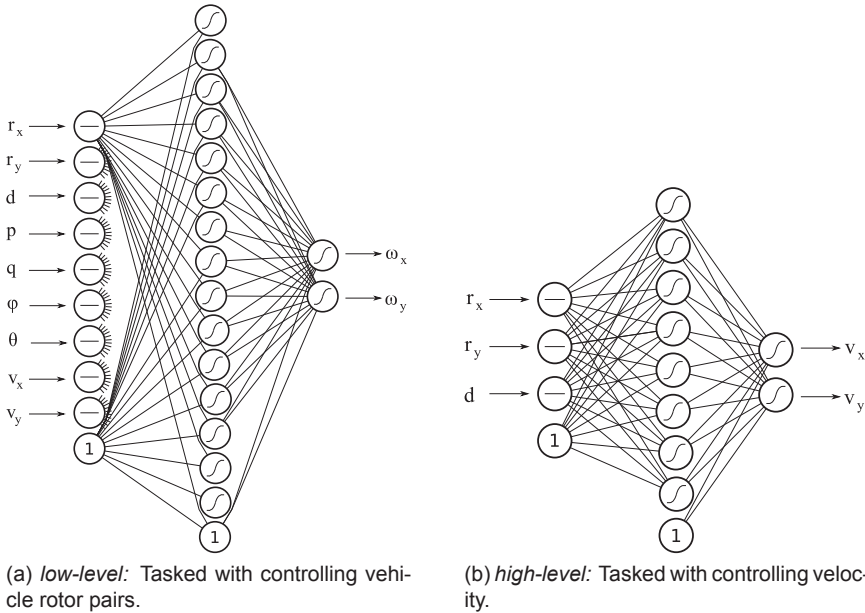 r_x
r_y
d
p
q
φ
θ
v_x
v_y
1
1
ω_x
ω_y
(a) low-level: Tasked with controlling vehi-
cle rotor pairs.
r_x
r_y
d
1
1
v_x
v_y
(b) high-level: Tasked with controlling veloc-
ity.